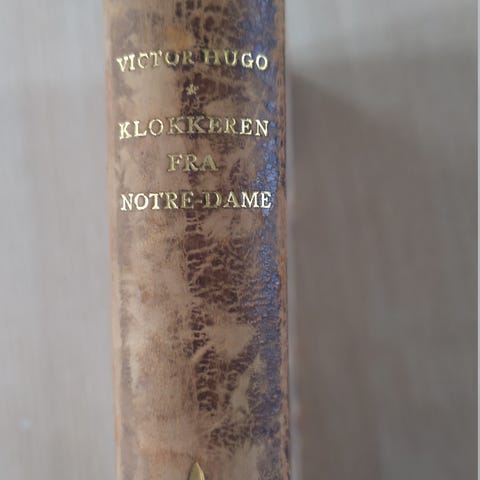 VICTOR HUGO
*
KLOKKEREN
FRA
NOTRE-DAME